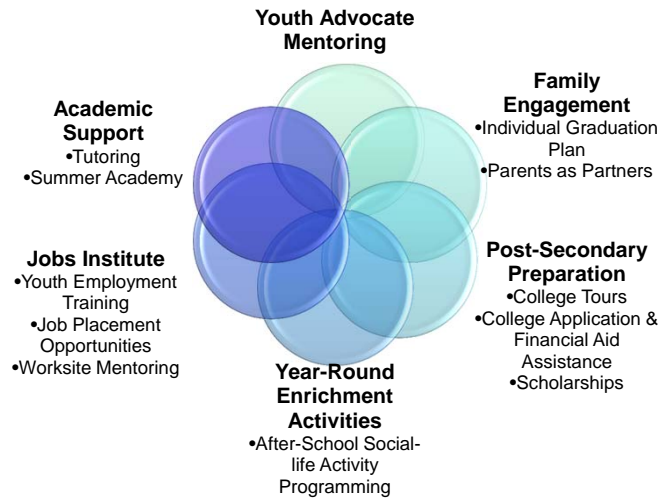 Youth Advocate
Mentoring
Family
Engagement
•Individual Graduation
Plan
•Parents as Partners
Post-Secondary
Preparation
•College Tours
•College Application &
Financial Aid
Assistance
•Scholarships
Year-Round
Enrichment
Activities
•After-School Social-
life Activity
Programming
Jobs Institute
•Youth Employment
Training
•Job Placement
Opportunities
•Worksite Mentoring
Academic
Support
•Tutoring
•Summer Academy